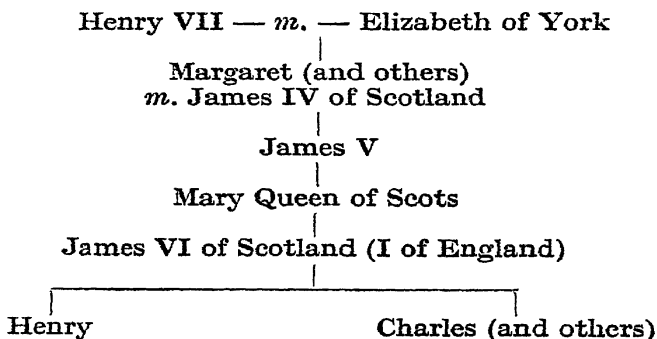 Henry VII — m. — Elizabeth of York
Margaret (and others)
m. James IV of Scotland
James V
Mary Queen of Scots
James VI of Scotland (I of England)
Henry Charles (and others)